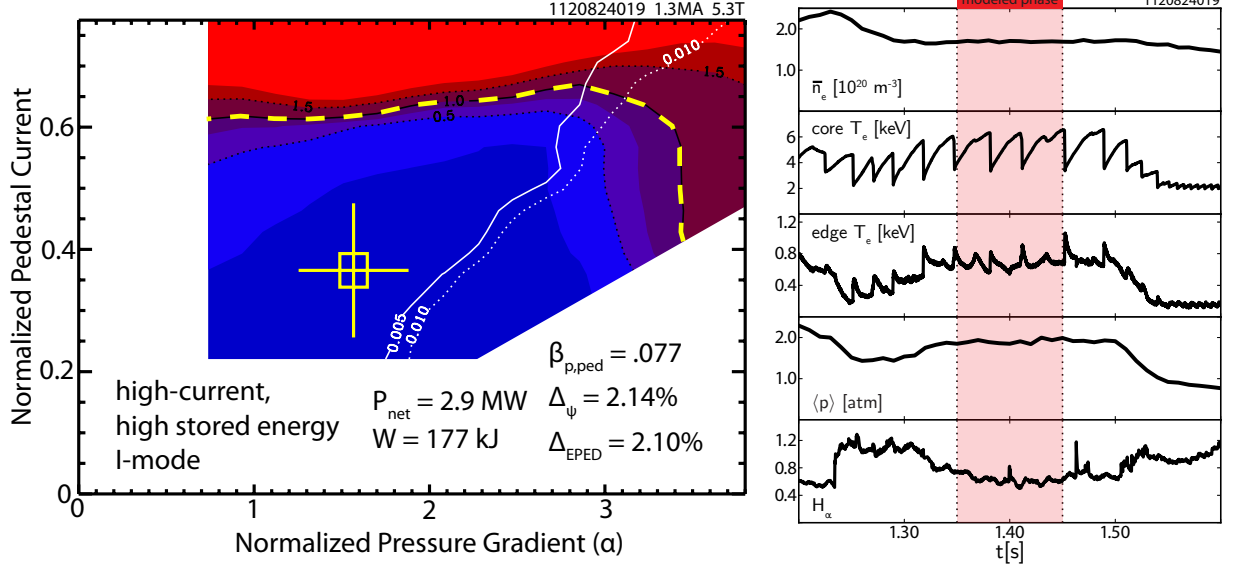 1120824019 1.3MA 5.3T
Normalized Pedestal Current
0.6
0.4
0.2
0
0
1
2
3
Normalized Pressure Gradient (α)
1.5
1.0
0.5
0.010
1.5
0.005
0.010
high-current,
high stored energy
I-mode
P_net = 2.9 MW
W = 177 kJ
β_p,ped = .077
Δ_ψ = 2.14%
Δ_EPED = 2.10%
modeled phase
1120824019
2.0
1.0
n̅_e [10^20 m^-3]
core T_e [keV]
6
4
2
1.2
edge T_e [keV]
0.8
0.4
2.0
1.0
⟨p⟩ [atm]
1.2
0.8
0.4
H_α
1.30
1.40
1.50
t[s]